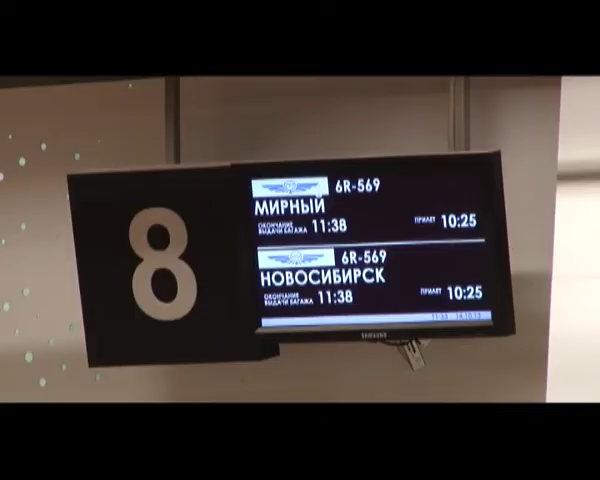 8
6R-569
МИРНЫЙ
ОКОНЧАНИЕ
ВЫДАЧИ БАГАЖА 11:38 ПРИЛЕТ 10:25
6R-569
НОВОСИБИРСК
ОКОНЧАНИЕ
ВЫДАЧИ БАГАЖА 11:38 ПРИЛЕТ 10:25
SAMSUNG